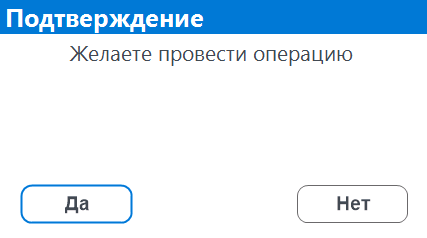 Подтверждение
Желаете провести операцию
Да
Нет